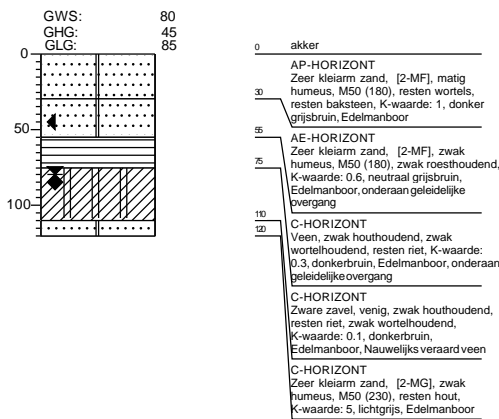 GWS: 80
GHG: 45
GLG: 85
0
50
100
0 akker
AP-HORIZONT
Zeer kleiarm zand, [2-MF], matig
30 humeus, M50 (180), resten wortels,
resten baksteen, K-waarde: 1, donker
grijsbruin, Edelmanboor
55 AE-HORIZONT
Zeer kleiarm zand, [2-MF], zwak
75 humeus, M50 (180), zwak roesthoudend,
K-waarde: 0.6, neutraal grijsbruin,
Edelmanboor, onderaan geleidelijke
overgang
110 C-HORIZONT
120 Veen, zwak houthoudend, zwak
wortelhoudend, resten riet, K-waarde:
0.3, donkerbruin, Edelmanboor, onderaan
geleidelijke overgang
C-HORIZONT
Zware zavel, venig, zwak houthoudend,
resten riet, zwak wortelhoudend,
K-waarde: 0.1, donkerbruin,
Edelmanboor, Nauwelijks veraard veen
C-HORIZONT
Zeer kleiarm zand, [2-MG], zwak
humeus, M50 (230), resten hout,
K-waarde: 5, lichtgrijs, Edelmanboor